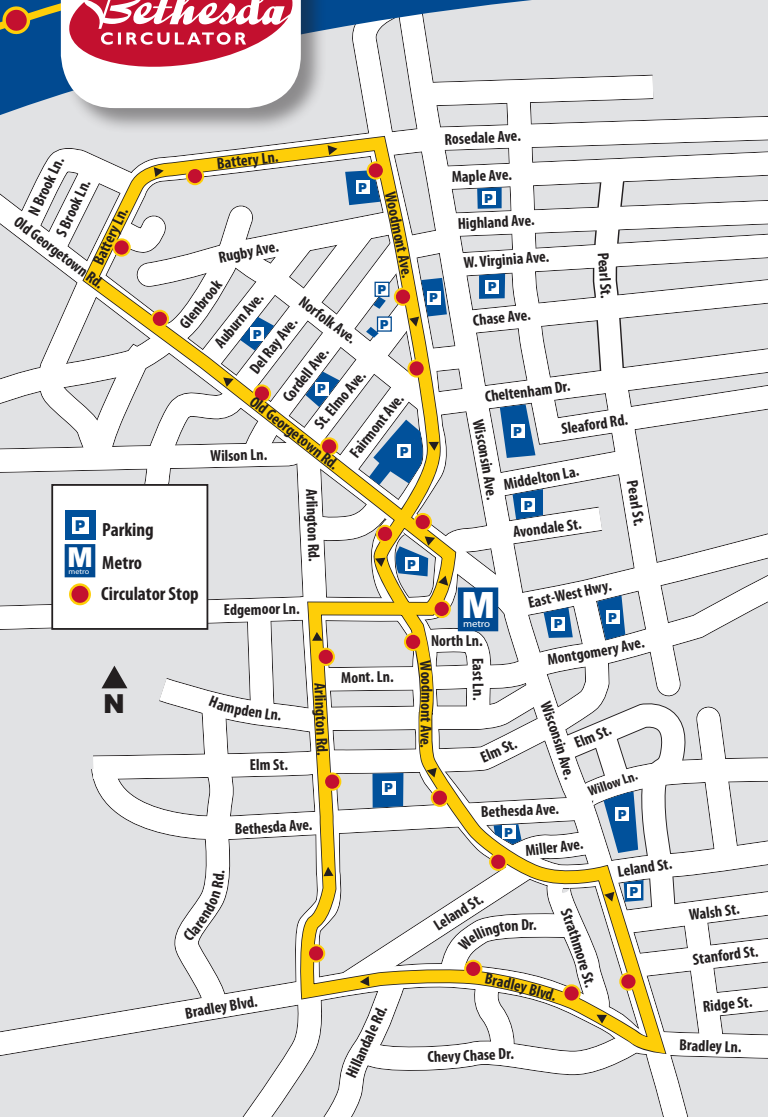 Bethesda
CIRCULATOR
Rosedale Ave.
Battery Ln.
N Brook Ln.
S Brook Ln.
Maple Ave.
P
P
Highland Ave.
Battery Ln.
Old Georgetown Rd.
Woodmont Ave.
Rugby Ave.
W. Virginia Ave.
Pearl St.
P
P
P
Glenbrook
Auburn Ave.
Norfolk Ave.
Chase Ave.
P
P
Del Ray Ave.
Cordell Ave.
P
St. Elmo Ave.
Cheltenham Dr.
Fairmont Ave.
Old Georgetown Rd.
Sleaford Rd.
P
P
Wisconsin Ave.
Wilson Ln.
Middelton La.
Pearl St.
P
Arlington Rd.
Avondale St.
P
Parking
M
metro
Metro
Circulator Stop
P
East-West Hwy.
Edgemoor Ln.
M
metro
P
P
North Ln.
Montgomery Ave.
Mont. Ln.
East Ln.
Woodmont Ave.
Arlington Rd.
N
Hampden Ln.
Wisconsin Ave.
Elm St.
Elm St.
Elm St.
Willow Ln.
P
Bethesda Ave.
P
P
Bethesda Ave.
Miller Ave.
Leland St.
P
Clarendon Rd.
Leland St.
Walsh St.
Wellington Dr.
Strathmore St.
Stanford St.
Bradley Blvd.
Bradley Blvd.
Ridge St.
Hillandale Rd.
Chevy Chase Dr.
Bradley Ln.